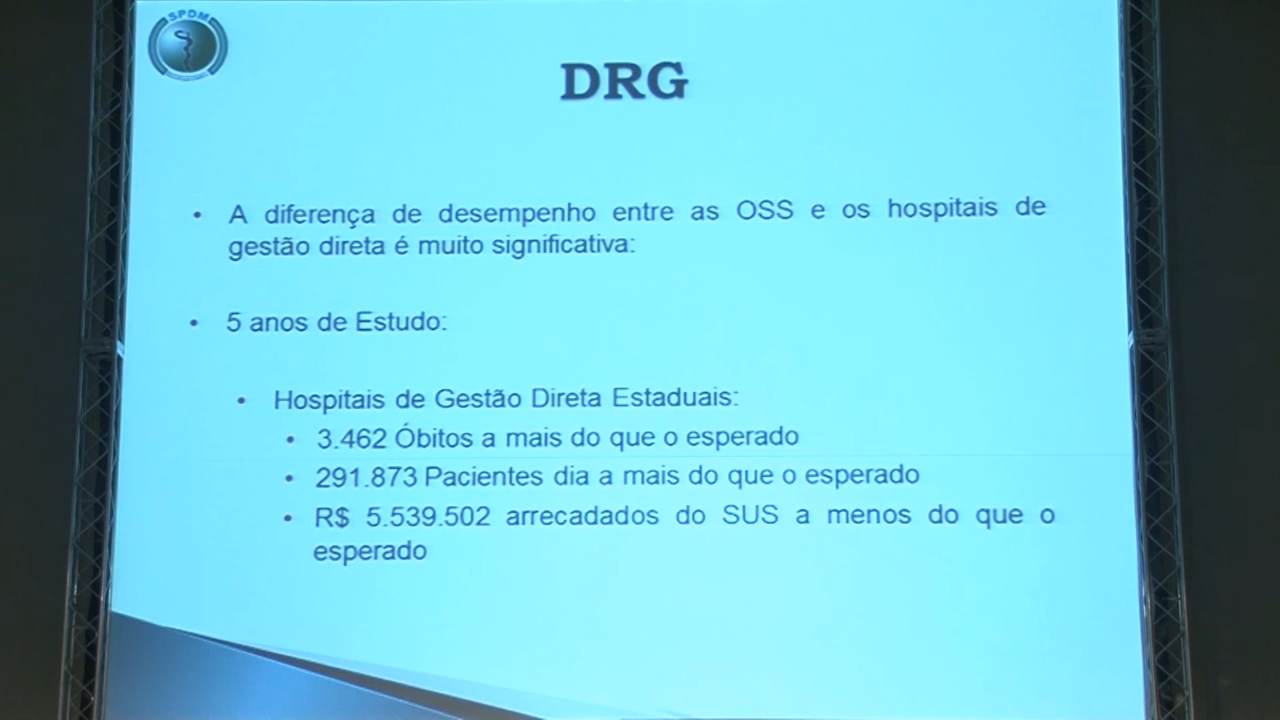 SPDM
DRG
• A diferença de desempenho entre as OSS e os hospitais de
gestão direta é muito significativa:
• 5 anos de Estudo:
• Hospitais de Gestão Direta Estaduais:
• 3.462 Óbitos a mais do que o esperado
• 291.873 Pacientes dia a mais do que o esperado
• R$ 5.539.502 arrecadados do SUS a menos do que o
esperado